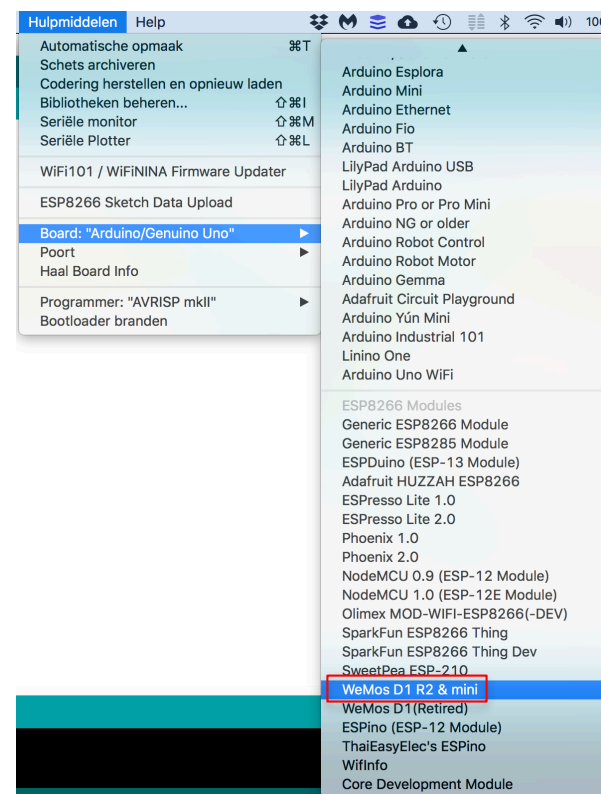 Hulpmiddelen Help
100
Automatische opmaak ⌘T
Schets archiveren
Codering herstellen en opnieuw laden
Bibliotheken beheren... ⇧⌘I
Seriële monitor ⇧⌘M
Seriële Plotter ⇧⌘L
WiFi101 / WiFiNINA Firmware Updater
ESP8266 Sketch Data Upload
Board: "Arduino/Genuino Uno"
Poort
Haal Board Info
Programmer: "AVRISP mkII"
Bootloader branden
Arduino Esplora
Arduino Mini
Arduino Ethernet
Arduino Fio
Arduino BT
LilyPad Arduino USB
LilyPad Arduino
Arduino Pro or Pro Mini
Arduino NG or older
Arduino Robot Control
Arduino Robot Motor
Arduino Gemma
Adafruit Circuit Playground
Arduino Yún Mini
Arduino Industrial 101
Linino One
Arduino Uno WiFi
ESP8266 Modules
Generic ESP8266 Module
Generic ESP8285 Module
ESPDuino (ESP-13 Module)
Adafruit HUZZAH ESP8266
ESPresso Lite 1.0
ESPresso Lite 2.0
Phoenix 1.0
Phoenix 2.0
NodeMCU 0.9 (ESP-12 Module)
NodeMCU 1.0 (ESP-12E Module)
Olimex MOD-WIFI-ESP8266(-DEV)
SparkFun ESP8266 Thing
SparkFun ESP8266 Thing Dev
SweetPea ESP-210
WeMos D1 R2 & mini
WeMos D1(Retired)
ESPino (ESP-12 Module)
ThaiEasyElec's ESPino
WifInfo
Core Development Module